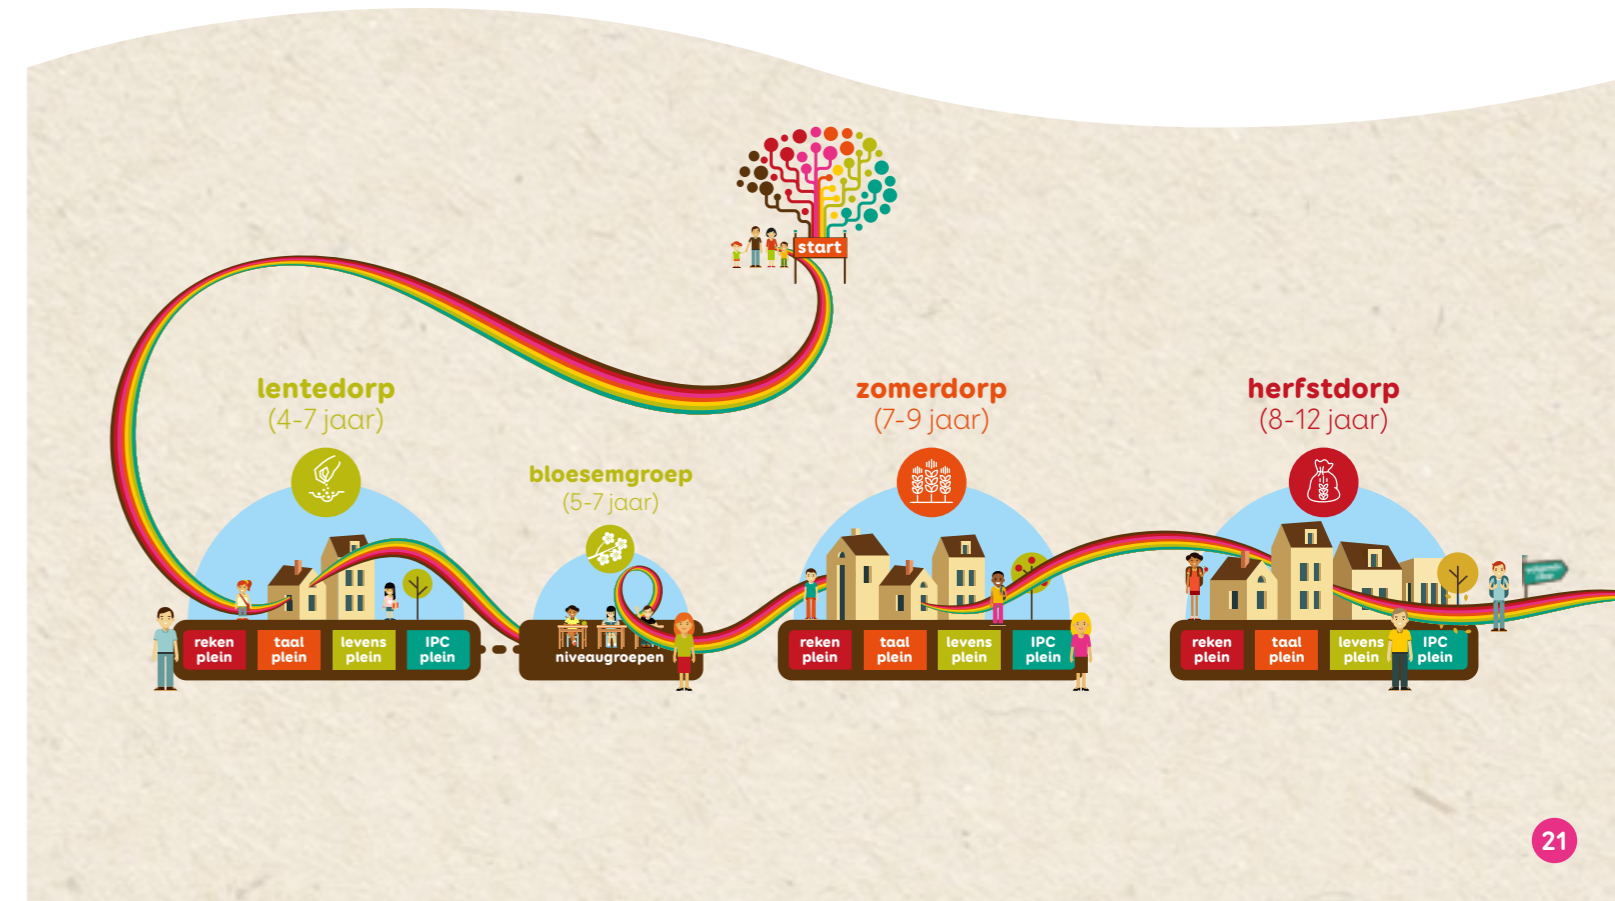 start
lentedorp
(4-7 jaar)
bloesemgroep
(5-7 jaar)
zomerdorp
(7-9 jaar)
herfstdorp
(8-12 jaar)
reken
plein
taal
plein
levens
plein
IPC
plein
niveaugroepen
reken
plein
taal
plein
levens
plein
IPC
plein
reken
plein
taal
plein
levens
plein
IPC
plein
21